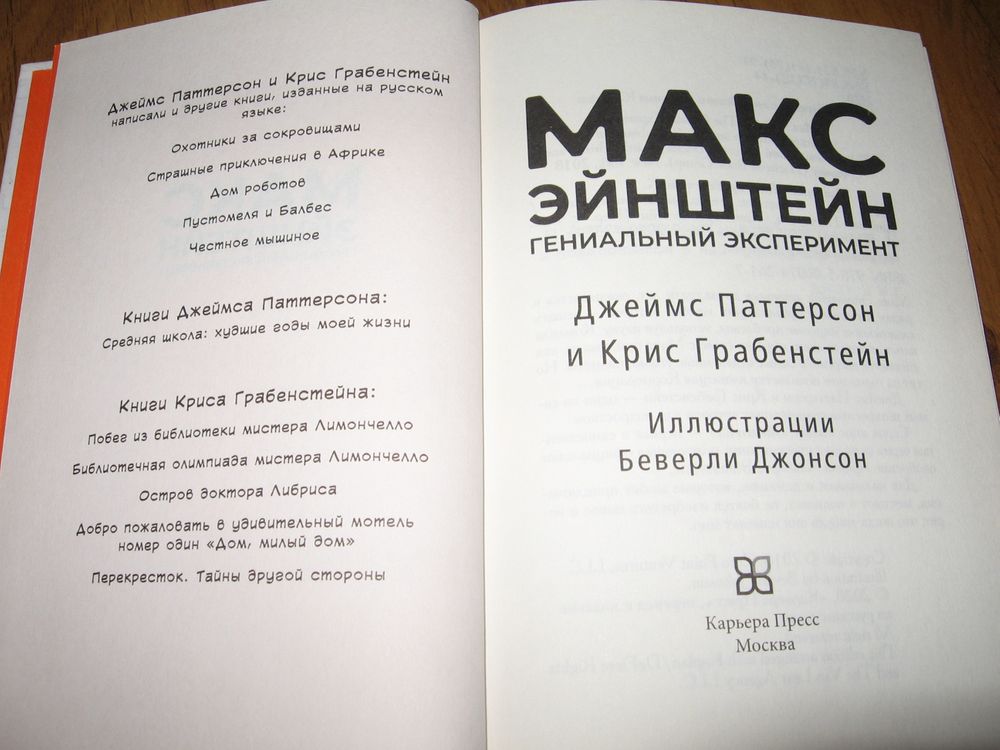 Джеймс Паттерсон и Крис Грабенстейн
написали и другие книги, изданные на русском
языке:
Охотники за сокровищами
Страшные приключения в Африке
Дом роботов
Пустомеля и Балбес
Честное мышиное
Книги Джеймса Паттерсона:
Средняя школа: худшие годы моей жизни
Книги Криса Грабенстейна:
Побег из библиотеки мистера Лимончелло
Библиотечная олимпиада мистера Лимончелло
Остров доктора Либриса
Добро пожаловать в удивительный мотель
номер один «Дом, милый дом»
Перекресток. Тайны другой стороны
МАКС
ЭЙНШТЕЙН
ГЕНИАЛЬНЫЙ ЭКСПЕРИМЕНТ
Джеймс Паттерсон
и Крис Грабенстейн
Иллюстрации
Беверли Джонсон
Карьера Пресс
Москва